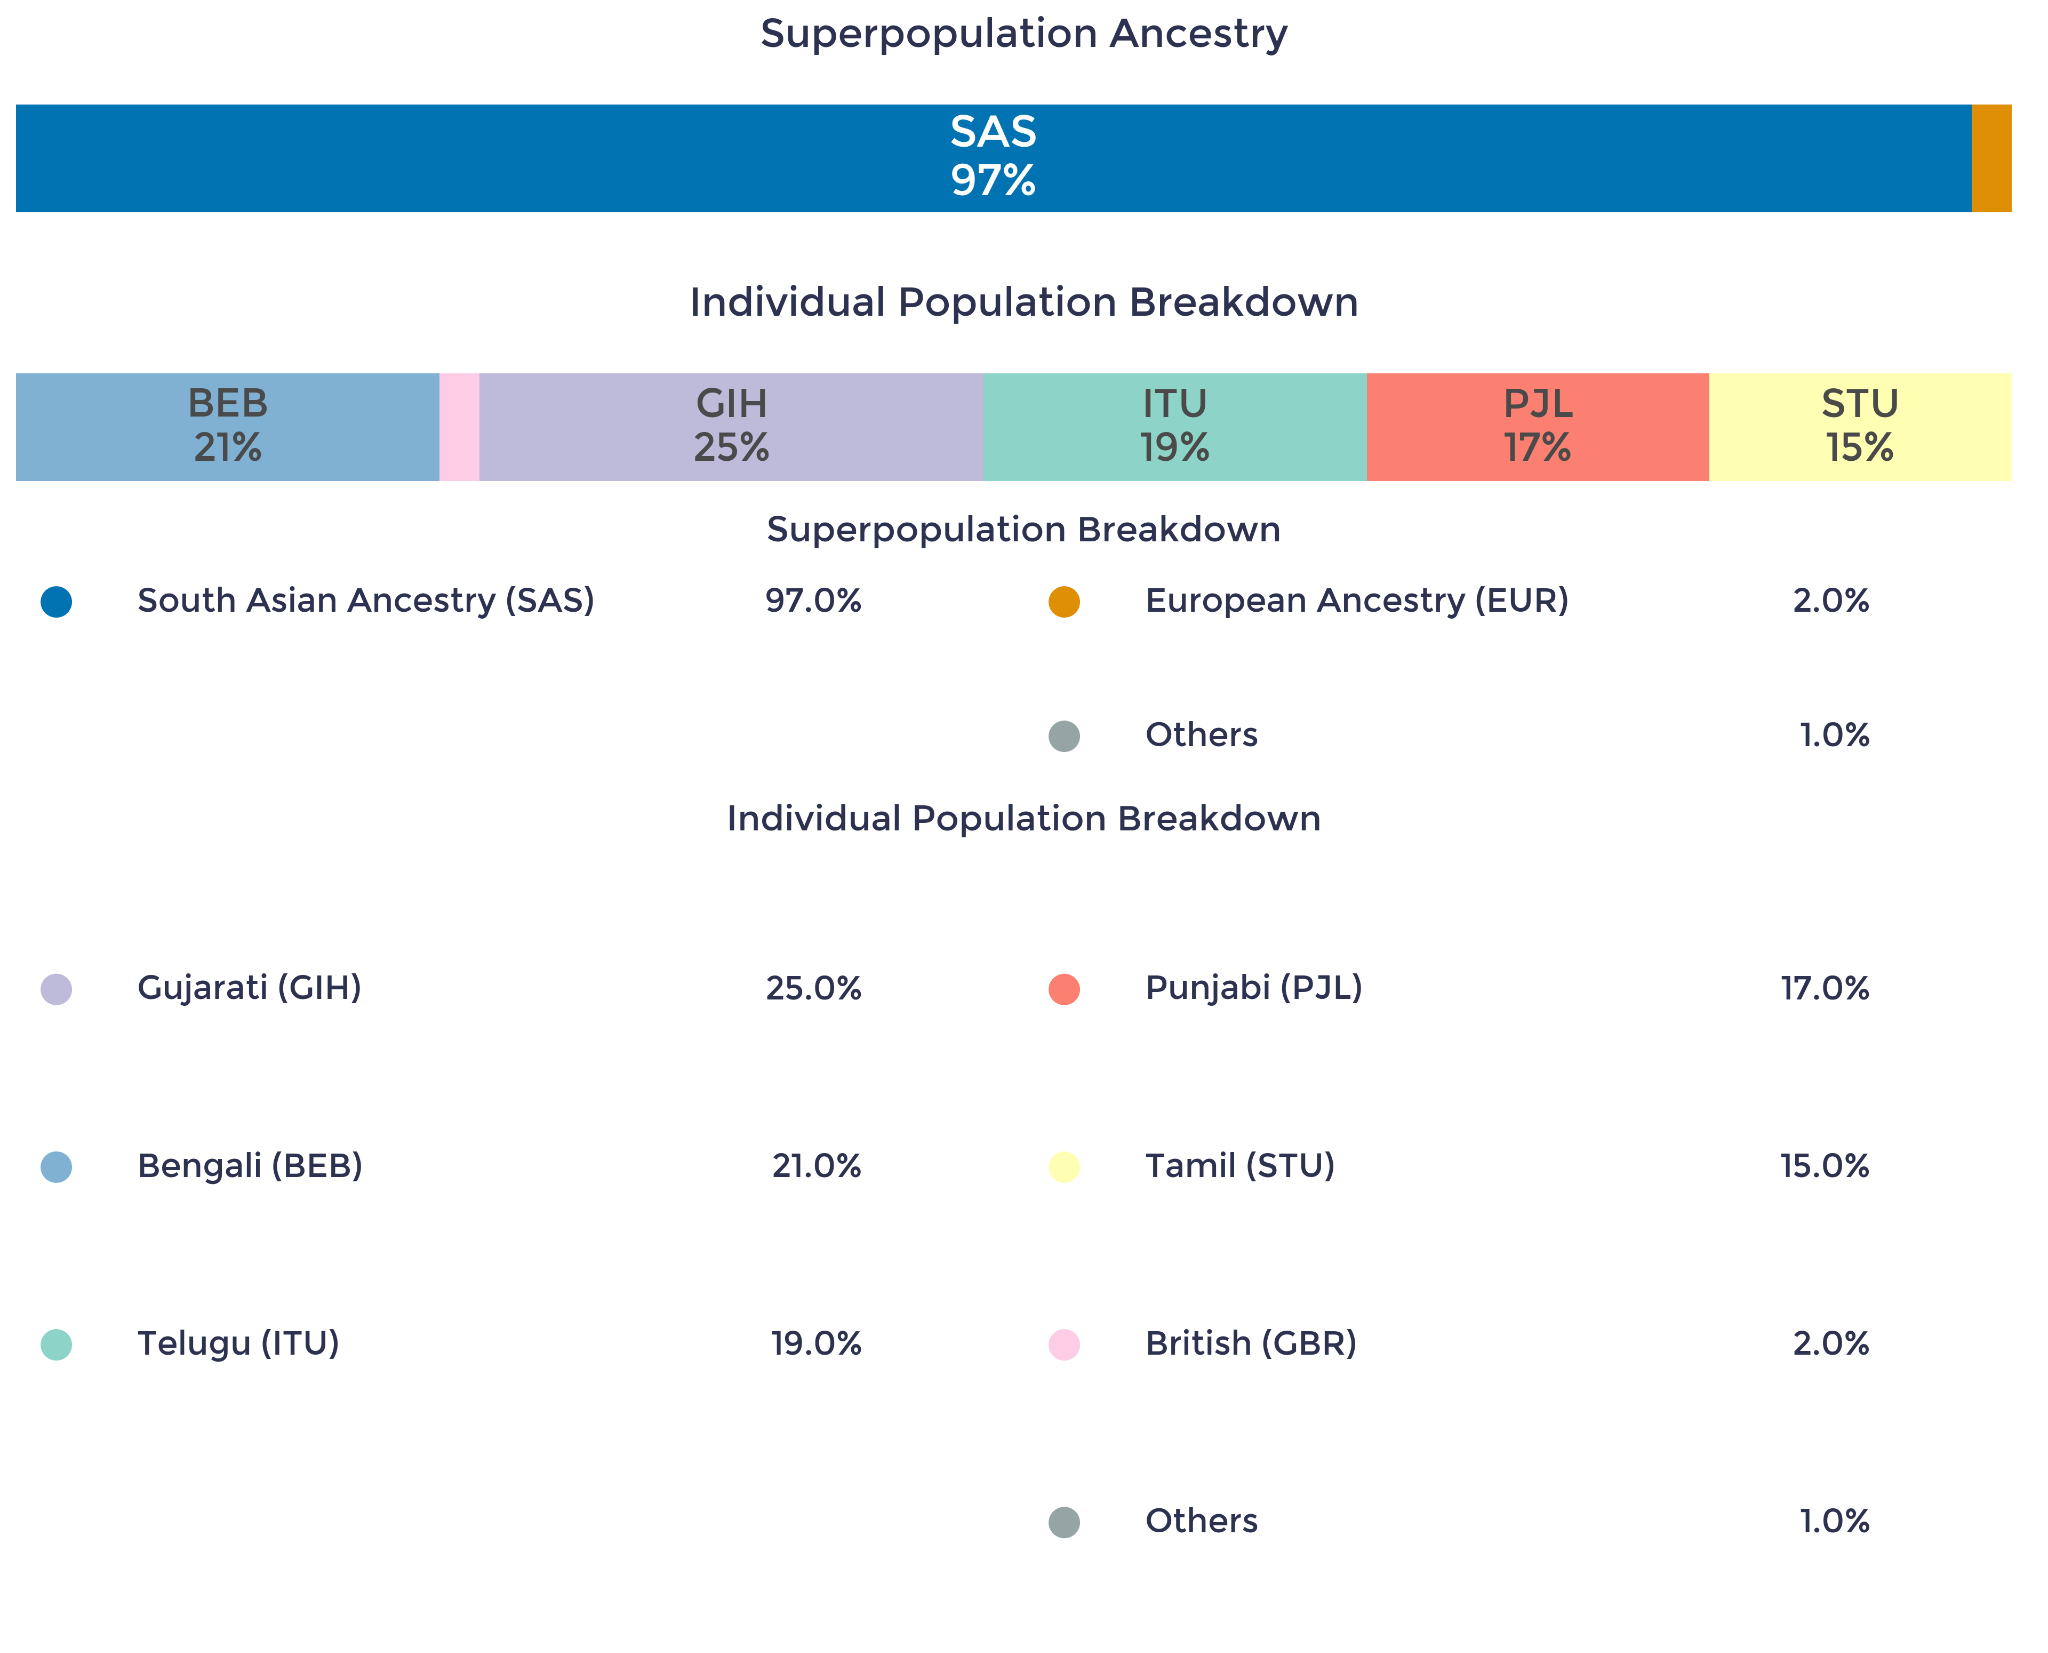 Superpopulation Ancestry
SAS
97%
Individual Population Breakdown
BEB GIH ITU PJL STU
21% 25% 19% 17% 15%
Superpopulation Breakdown
South Asian Ancestry (SAS) 97.0% European Ancestry (EUR) 2.0%
Others 1.0%
Individual Population Breakdown
Gujarati (GIH) 25.0% Punjabi (PJL) 17.0%
Bengali (BEB) 21.0% Tamil (STU) 15.0%
Telugu (ITU) 19.0% British (GBR) 2.0%
Others 1.0%